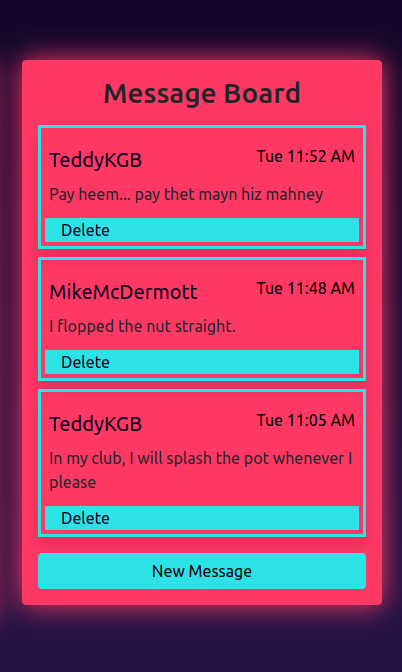 Message Board
TeddyKGB
Tue 11:52 AM
Pay heem... pay thet mayn hiz mahney
Delete
MikeMcDermott
Tue 11:48 AM
I flopped the nut straight.
Delete
TeddyKGB
Tue 11:05 AM
In my club, I will splash the pot whenever I
please
Delete
New Message